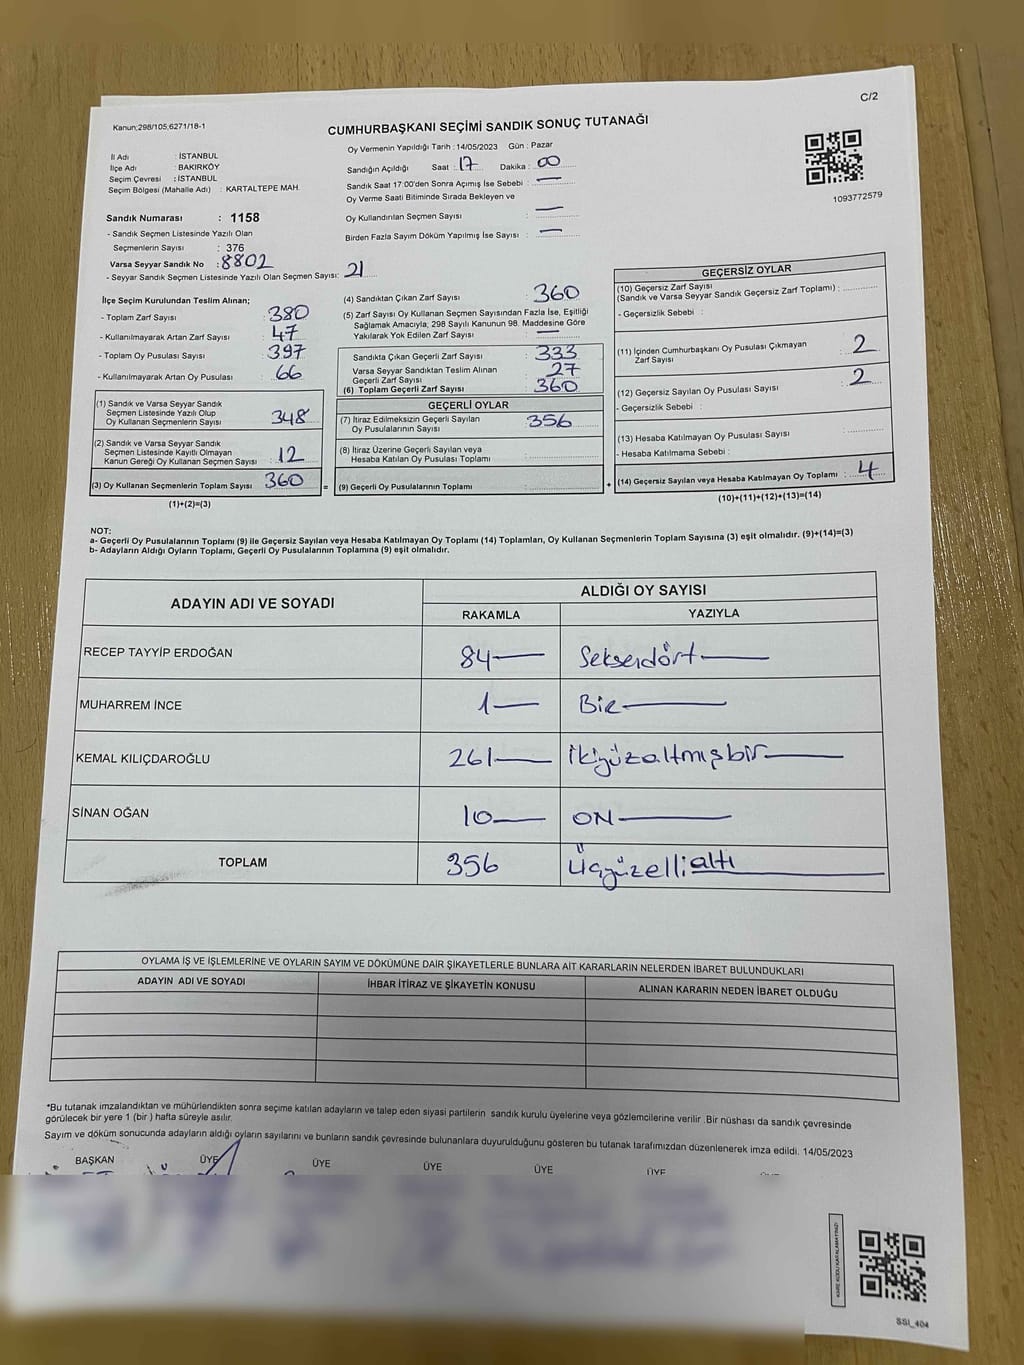 C/2
Kanun;298/105;6271/18-1
CUMHURBAŞKANI SEÇİMİ SANDIK SONUÇ TUTANAĞI
İl Adı : İSTANBUL
İlçe Adı : BAKIRKÖY
Seçim Çevresi : İSTANBUL
Seçim Bölgesi (Mahalle Adı) : KARTALTEPE MAH.
Oy Vermenin Yapıldığı Tarih : 14/05/2023 Gün : Pazar
Sandığın Açıldığı Saat : 17 Dakika : 00
Sandık Saat 17:00'den Sonra Açımış İse Sebebi : —
Oy Verme Saati Bitiminde Sırada Bekleyen ve
Oy Kullandırılan Seçmen Sayısı : —
Birden Fazla Sayım Döküm Yapılmış İse Sayısı : —
1093772579
Sandık Numarası : 1158
- Sandık Seçmen Listesinde Yazılı Olan
Seçmenlerin Sayısı : 376
Varsa Seyyar Sandık No : 8802
- Seyyar Sandık Seçmen Listesinde Yazılı Olan Seçmen Sayısı: 21
İlçe Seçim Kurulundan Teslim Alınan;
- Toplam Zarf Sayısı : 380
- Kullanılmayarak Artan Zarf Sayısı : 47
- Toplam Oy Pusulası Sayısı : 397
- Kullanılmayarak Artan Oy Pusulası : 66
(1) Sandık ve Varsa Seyyar Sandık
Seçmen Listesinde Yazılı Olup
Oy Kullanan Seçmenlerin Sayısı : 348
(2) Sandık ve Varsa Seyyar Sandık
Seçmen Listesinde Kayıtlı Olmayan
Kanun Gereği Oy Kullanan Seçmen Sayısı : 12
(3) Oy Kullanan Seçmenlerin Toplam Sayısı : 360
(1)+(2)=(3)
(4) Sandıktan Çıkan Zarf Sayısı : 360
(5) Zarf Sayısı Oy Kullanan Seçmen Sayısından Fazla İse, Eşitliği
Sağlamak Amacıyla; 298 Sayılı Kanunun 98. Maddesine Göre
Yakılarak Yok Edilen Zarf Sayısı : —
Sandıkta Çıkan Geçerli Zarf Sayısı : 333
Varsa Seyyar Sandıktan Teslim Alınan
Geçerli Zarf Sayısı : 27
(6) Toplam Geçerli Zarf Sayısı : 360
GEÇERLİ OYLAR
(7) İtiraz Edilmeksizin Geçerli Sayılan
Oy Pusulalarının Sayısı : 356
(8) İtiraz Üzerine Geçerli Sayılan veya
Hesaba Katılan Oy Pusulası Toplamı :
= (9) Geçerli Oy Pusulalarının Toplamı : +
GEÇERSİZ OYLAR
(10) Geçersiz Zarf Sayısı
(Sandık ve Varsa Seyyar Sandık Geçersiz Zarf Toplamı) :
- Geçersizlik Sebebi :
(11) İçinden Cumhurbaşkanı Oy Pusulası Çıkmayan
Zarf Sayısı : 2
(12) Geçersiz Sayılan Oy Pusulası Sayısı : 2
- Geçersizlik Sebebi :
(13) Hesaba Katılmayan Oy Pusulası Sayısı :
- Hesaba Katılmama Sebebi :
(14) Geçersiz Sayılan veya Hesaba Katılmayan Oy Toplamı : 4
(10)+(11)+(12)+(13)=(14)
NOT:
a- Geçerli Oy Pusulalarının Toplamı (9) ile Geçersiz Sayılan veya Hesaba Katılmayan Oy Toplamı (14) Toplamları, Oy Kullanan Seçmenlerin Toplam Sayısına (3) eşit olmalıdır. (9)+(14)=(3)
b- Adayların Aldığı Oyların Toplamı, Geçerli Oy Pusulalarının Toplamına (9) eşit olmalıdır.
ADAYIN ADI VE SOYADI
ALDIĞI OY SAYISI
RAKAMLA YAZIYLA
RECEP TAYYİP ERDOĞAN 84— Seksendört—
MUHARREM İNCE 1— Bir—
KEMAL KILIÇDAROĞLU 261— İkiyüzaltmışbir—
SİNAN OĞAN 10— ON—
TOPLAM 356 Üçyüzellialtı
OYLAMA İŞ VE İŞLEMLERİNE VE OYLARIN SAYIM VE DÖKÜMÜNE DAİR ŞİKAYETLERLE BUNLARA AİT KARARLARIN NELERDEN İBARET BULUNDUKLARI
ADAYIN ADI VE SOYADI İHBAR İTİRAZ VE ŞİKAYETİN KONUSU ALINAN KARARIN NEDEN İBARET OLDUĞU
*Bu tutanak imzalandıktan ve mühürlendikten sonra seçime katılan adayların ve talep eden siyasi partilerin sandık kurulu üyelerine veya gözlemcilerine verilir .Bir nüshası da sandık çevresinde
görülecek bir yere 1 (bir ) hafta süreyle asılır.
Sayım ve döküm sonucunda adayların aldığı oyların sayılarını ve bunların sandık çevresinde bulunanlara duyurulduğunu gösteren bu tutanak tarafımızdan düzenlenerek imza edildi. 14/05/2023
BAŞKAN ÜYE ÜYE ÜYE ÜYE ÜYE
KARE KODU KARALAMAYINIZ!
SSI_404